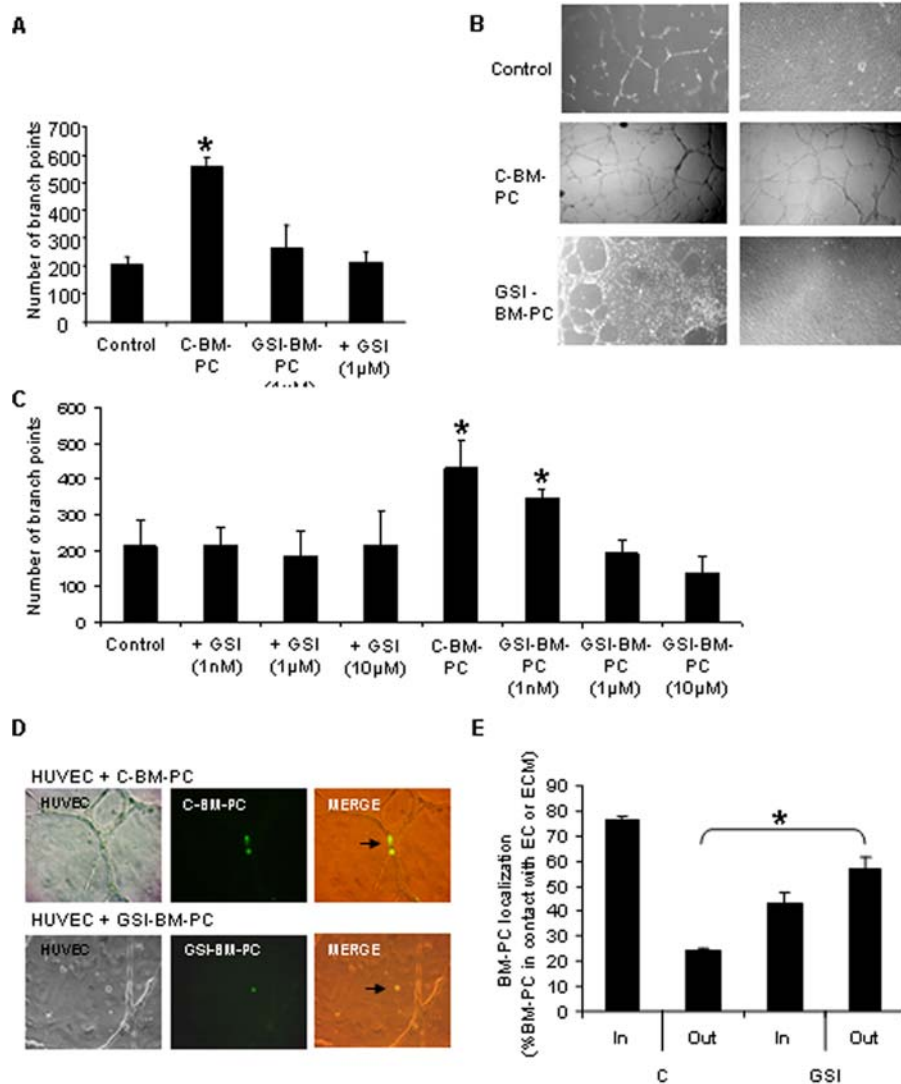 A
Number of branch points
700
600
500
400
300
200
100
0
*
Control
C-BM-
PC
GSI-BM-
PC
+ GSI
(1µM)
B
Control
C-BM-
PC
GSI -
BM-PC
C
Number of branch points
600
500
400
300
200
100
0
*
*
Control
+ GSI
(1nM)
+ GSI
(1µM)
+ GSI
(10µM)
C-BM-
PC
GSI-BM-
PC
(1nM)
GSI-BM-
PC
(1µM)
GSI-BM-
PC
(10µM)
D
HUVEC + C-BM-PC
HUVEC
C-BM-PC
MERGE
HUVEC + GSI-BM-PC
HUVEC
GSI-BM-PC
MERGE
E
BM-PC localization
(%BM-PC in contact with EC or ECM)
90
80
70
60
50
40
30
20
10
0
*
In
Out
In
Out
C
GSI